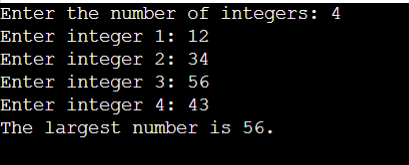 Enter the number of integers: 4
Enter integer 1: 12
Enter integer 2: 34
Enter integer 3: 56
Enter integer 4: 43
The largest number is 56.